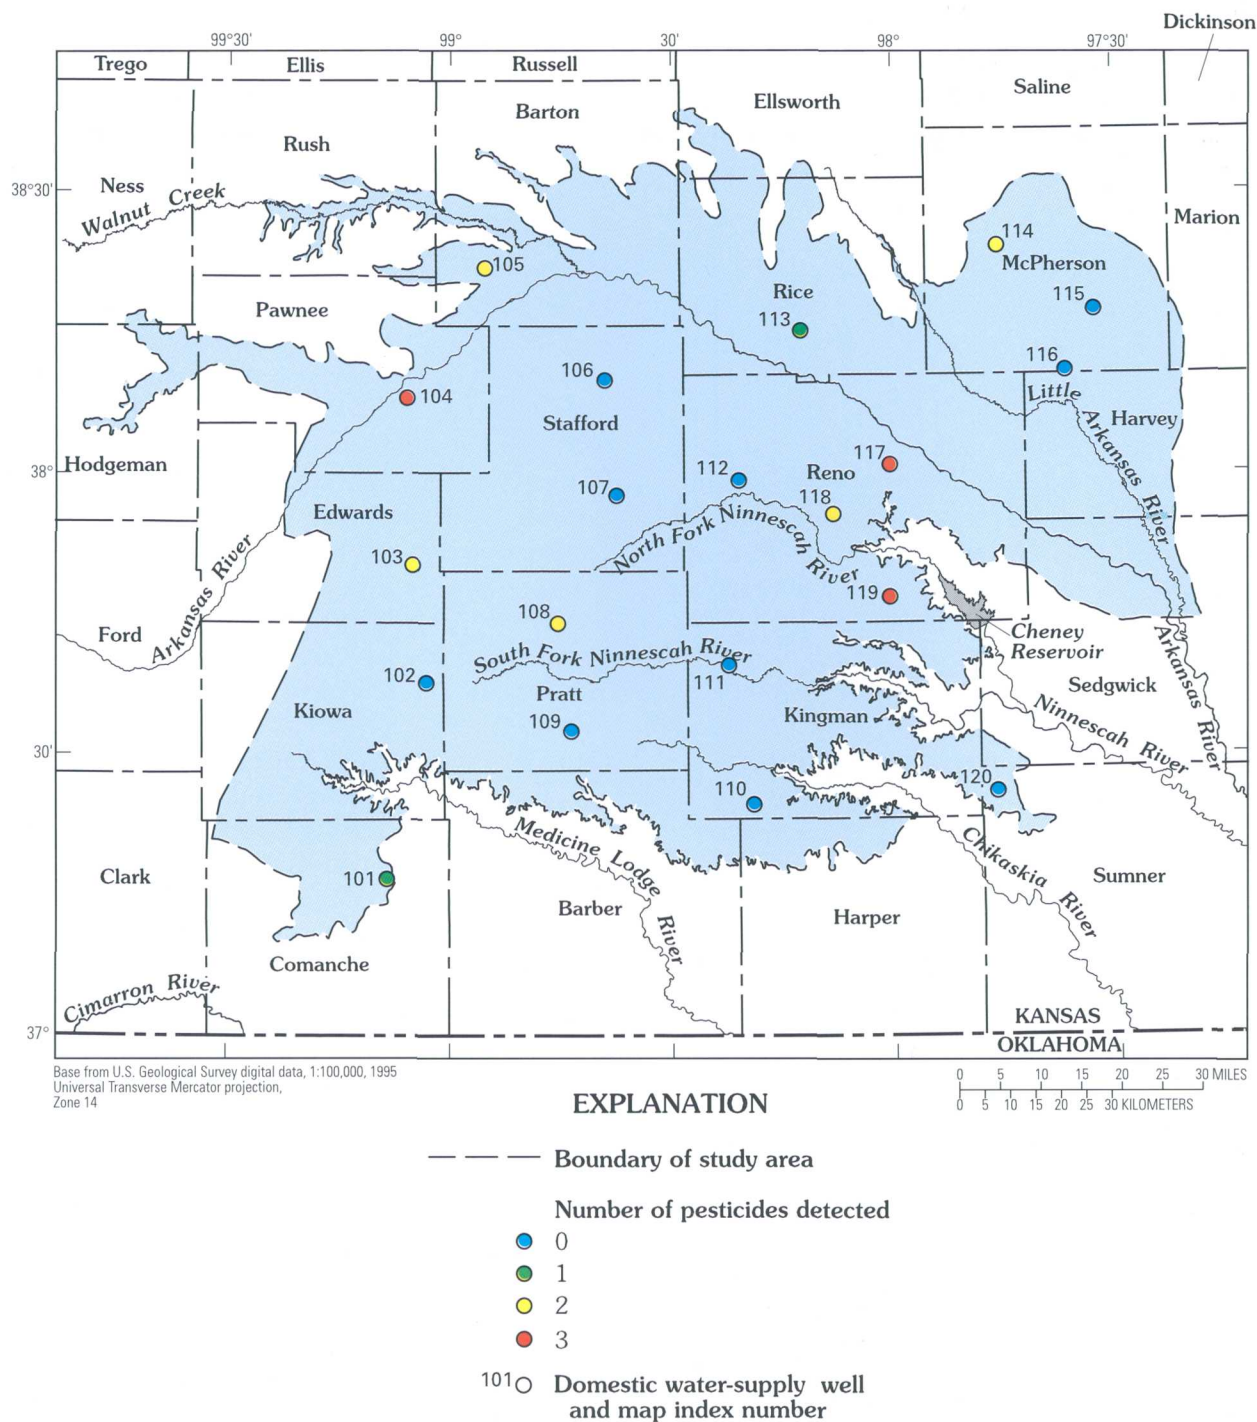 Dickinson
99°30'
99°
30'
98°
97°30'
Trego
Ellis
Russell
Ellsworth
Saline
Barton
Rush
38°30'
Ness
Walnut Creek
Marion
114
McPherson
105
115
Rice
Pawnee
113
116
106
Little
104
Stafford
Harvey
Arkansas River
117
Hodgeman
38°
112
Reno
107
118
Edwards
North Fork Ninnescah River
103
119
108
Arkansas River
Ford
South Fork Ninnescah River
Cheney
Reservoir
Arkansas River
111
102
Pratt
Sedgwick
Kiowa
Kingman
109
Ninnescah River
30'
120
110
Medicine Lodge River
Chikaskia River
Clark
101
Sumner
Barber
Harper
Comanche
Cimarron River
37°
KANSAS
OKLAHOMA
Base from U.S. Geological Survey digital data, 1:100,000, 1995
Universal Transverse Mercator projection,
Zone 14
0 5 10 15 20 25 30 MILES
0 5 10 15 20 25 30 KILOMETERS
EXPLANATION
Boundary of study area
Number of pesticides detected
0
1
2
3
101 Domestic water-supply well
and map index number